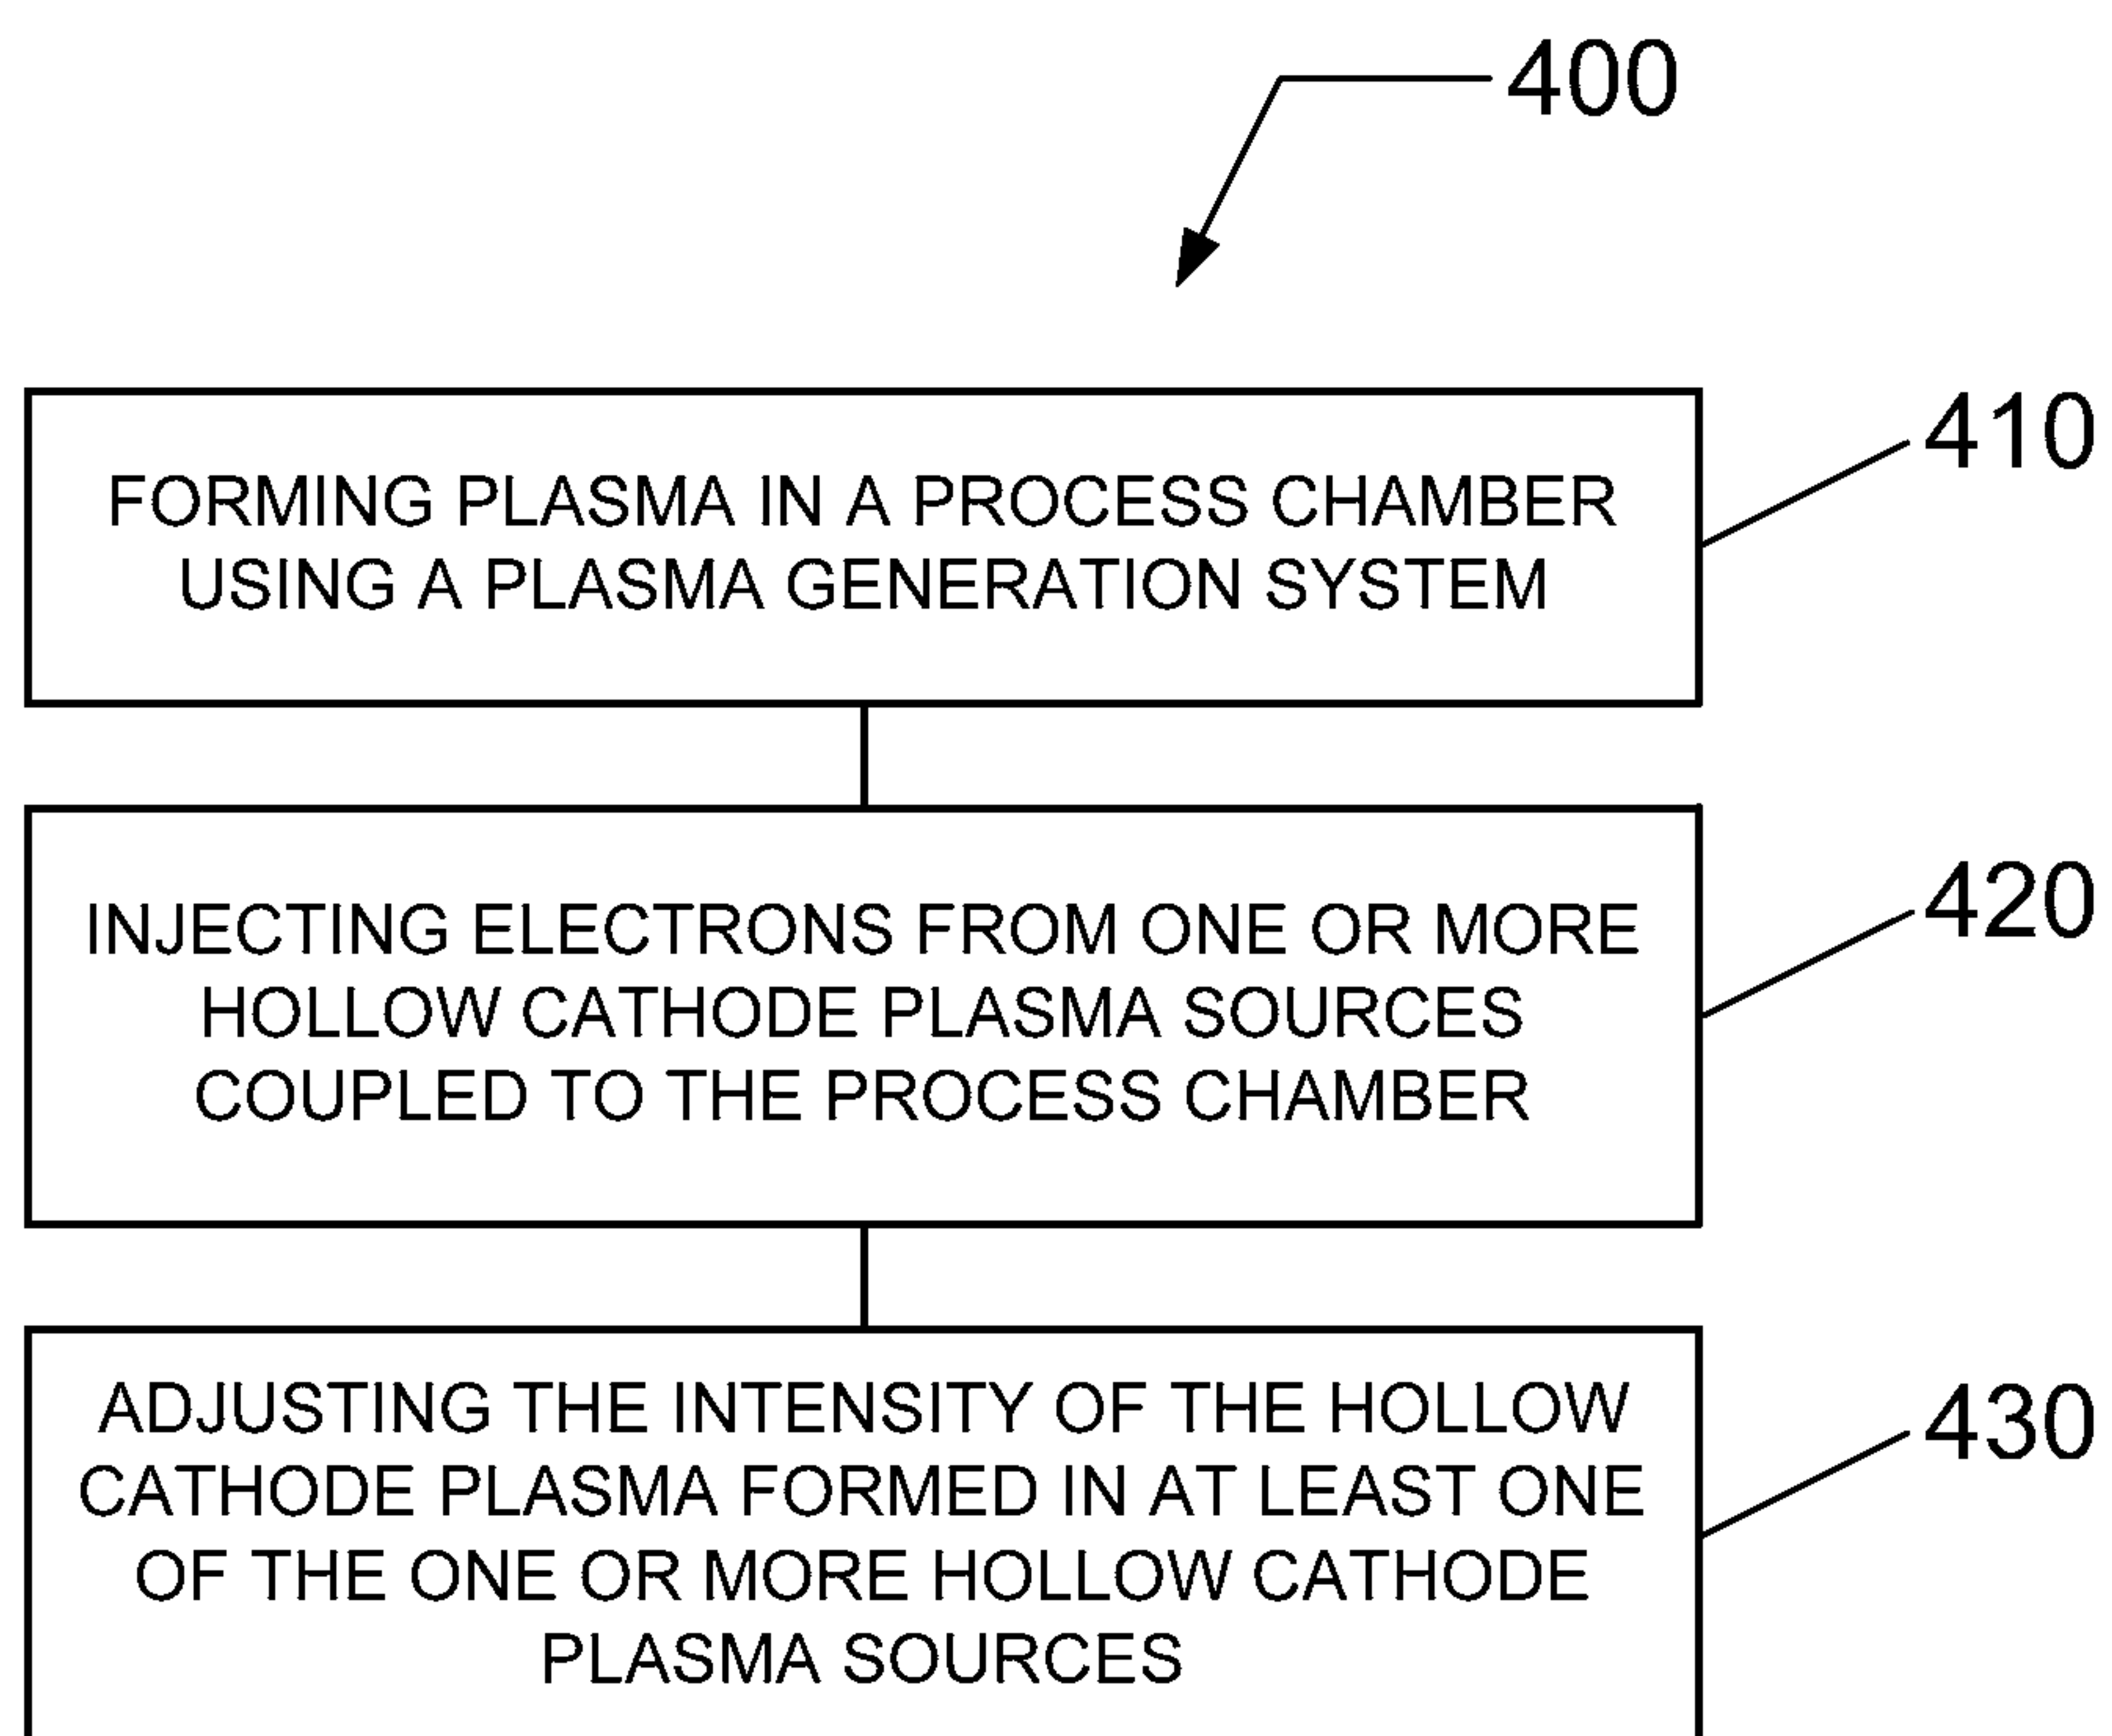 400
410
FORMING PLASMA IN A PROCESS CHAMBER
USING A PLASMA GENERATION SYSTEM
420
INJECTING ELECTRONS FROM ONE OR MORE
HOLLOW CATHODE PLASMA SOURCES
COUPLED TO THE PROCESS CHAMBER
430
ADJUSTING THE INTENSITY OF THE HOLLOW
CATHODE PLASMA FORMED IN AT LEAST ONE
OF THE ONE OR MORE HOLLOW CATHODE
PLASMA SOURCES